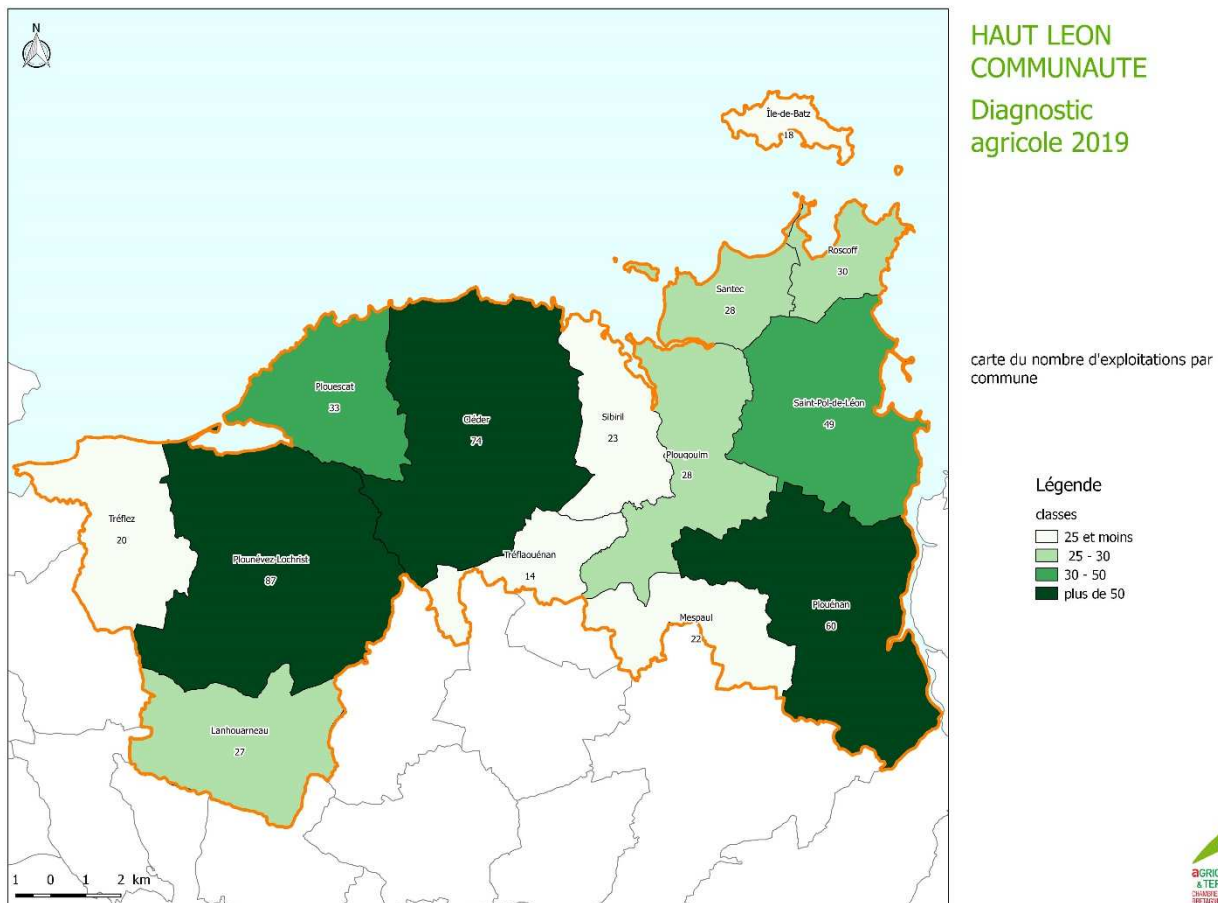 N
Île-de-Batz
18
Roscoff
30
Santec
28
Plouescat
33
Cléder
74
Sibiril
23
Saint-Pol-de-Léon
49
Plougoulm
28
Tréflez
20
Plounévez-Lochrist
87
Tréflaouénan
14
Plouénan
60
Mespaul
22
Lanhouarneau
27
1 0 1 2 km
HAUT LEON
COMMUNAUTE
Diagnostic
agricole 2019
carte du nombre d'exploitations par
commune
Légende
classes
25 et moins
25 - 30
30 - 50
plus de 50